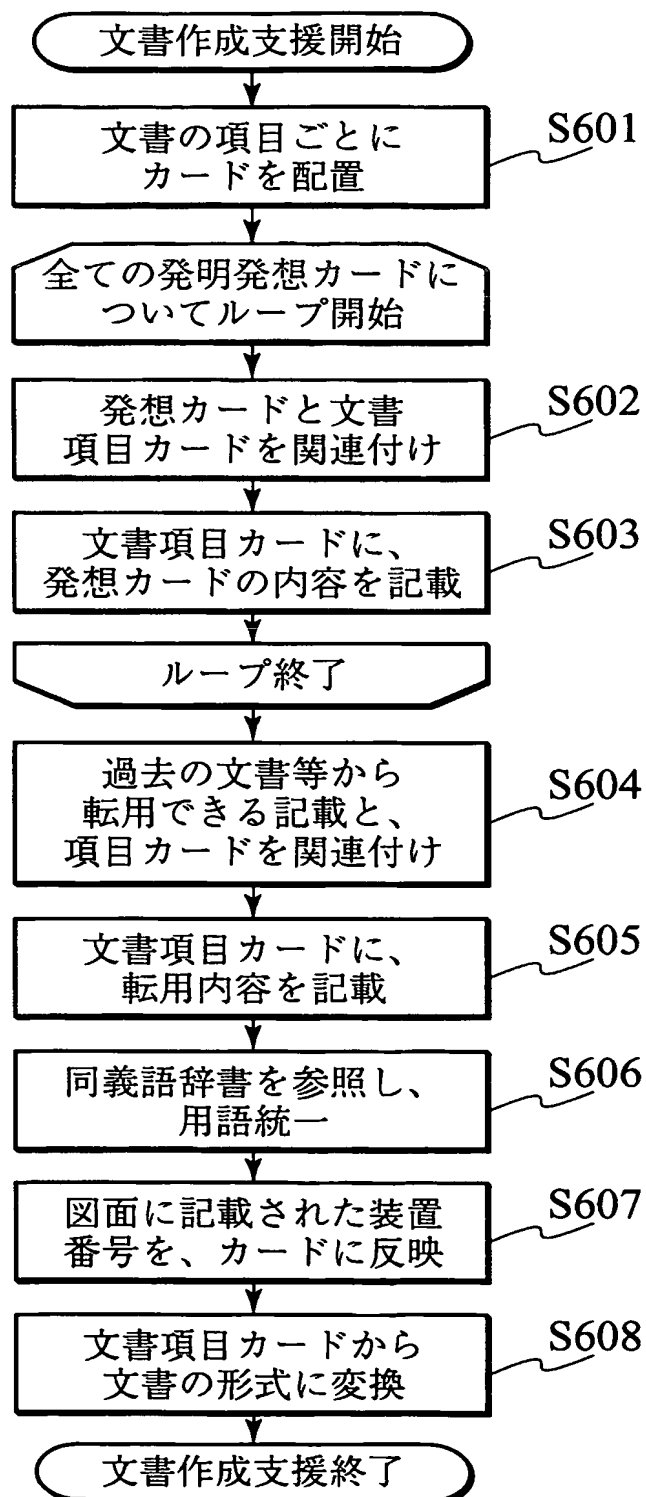 文書作成支援開始
文書の項目ごとに
カードを配置
S601
全ての発明発想カードに
ついてループ開始
発想カードと文書
項目カードを関連付け
S602
文書項目カードに、
発想カードの内容を記載
S603
ループ終了
過去の文書等から
転用できる記載と、
項目カードを関連付け
S604
文書項目カードに、
転用内容を記載
S605
同義語辞書を参照し、
用語統一
S606
図面に記載された装置
番号を、カードに反映
S607
文書項目カードから
文書の形式に変換
S608
文書作成支援終了